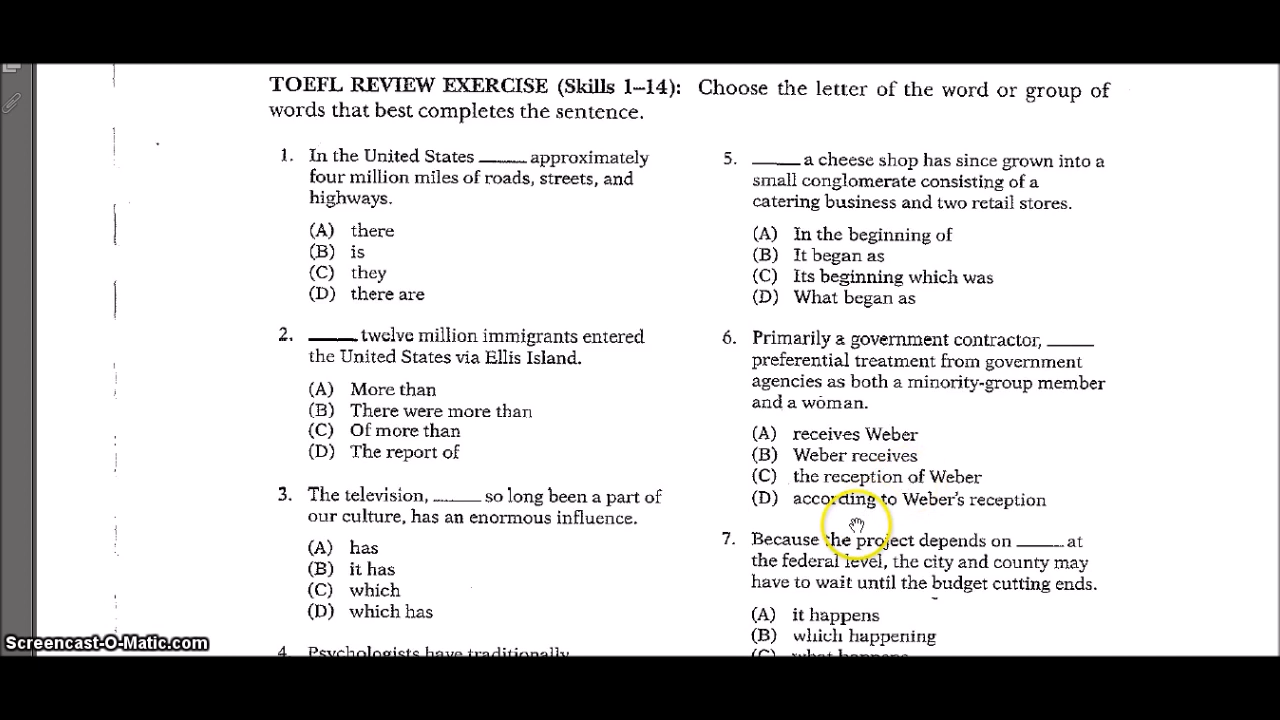 TOEFL REVIEW EXERCISE (Skills 1–14): Choose the letter of the word or group of
words that best completes the sentence.
1. In the United States _____ approximately
four million miles of roads, streets, and
highways.
(A) there
(B) is
(C) they
(D) there are
2. _____ twelve million immigrants entered
the United States via Ellis Island.
(A) More than
(B) There were more than
(C) Of more than
(D) The report of
3. The television, _____ so long been a part of
our culture, has an enormous influence.
(A) has
(B) it has
(C) which
(D) which has
4. Psychologists have traditionally
5. _____ a cheese shop has since grown into a
small conglomerate consisting of a
catering business and two retail stores.
(A) In the beginning of
(B) It began as
(C) Its beginning which was
(D) What began as
6. Primarily a government contractor, _____
preferential treatment from government
agencies as both a minority-group member
and a woman.
(A) receives Weber
(B) Weber receives
(C) the reception of Weber
(D) according to Weber's reception
7. Because the project depends on _____ at
the federal level, the city and county may
have to wait until the budget cutting ends.
(A) it happens
(B) which happening
(C) what happens
Screencast-O-Matic.com